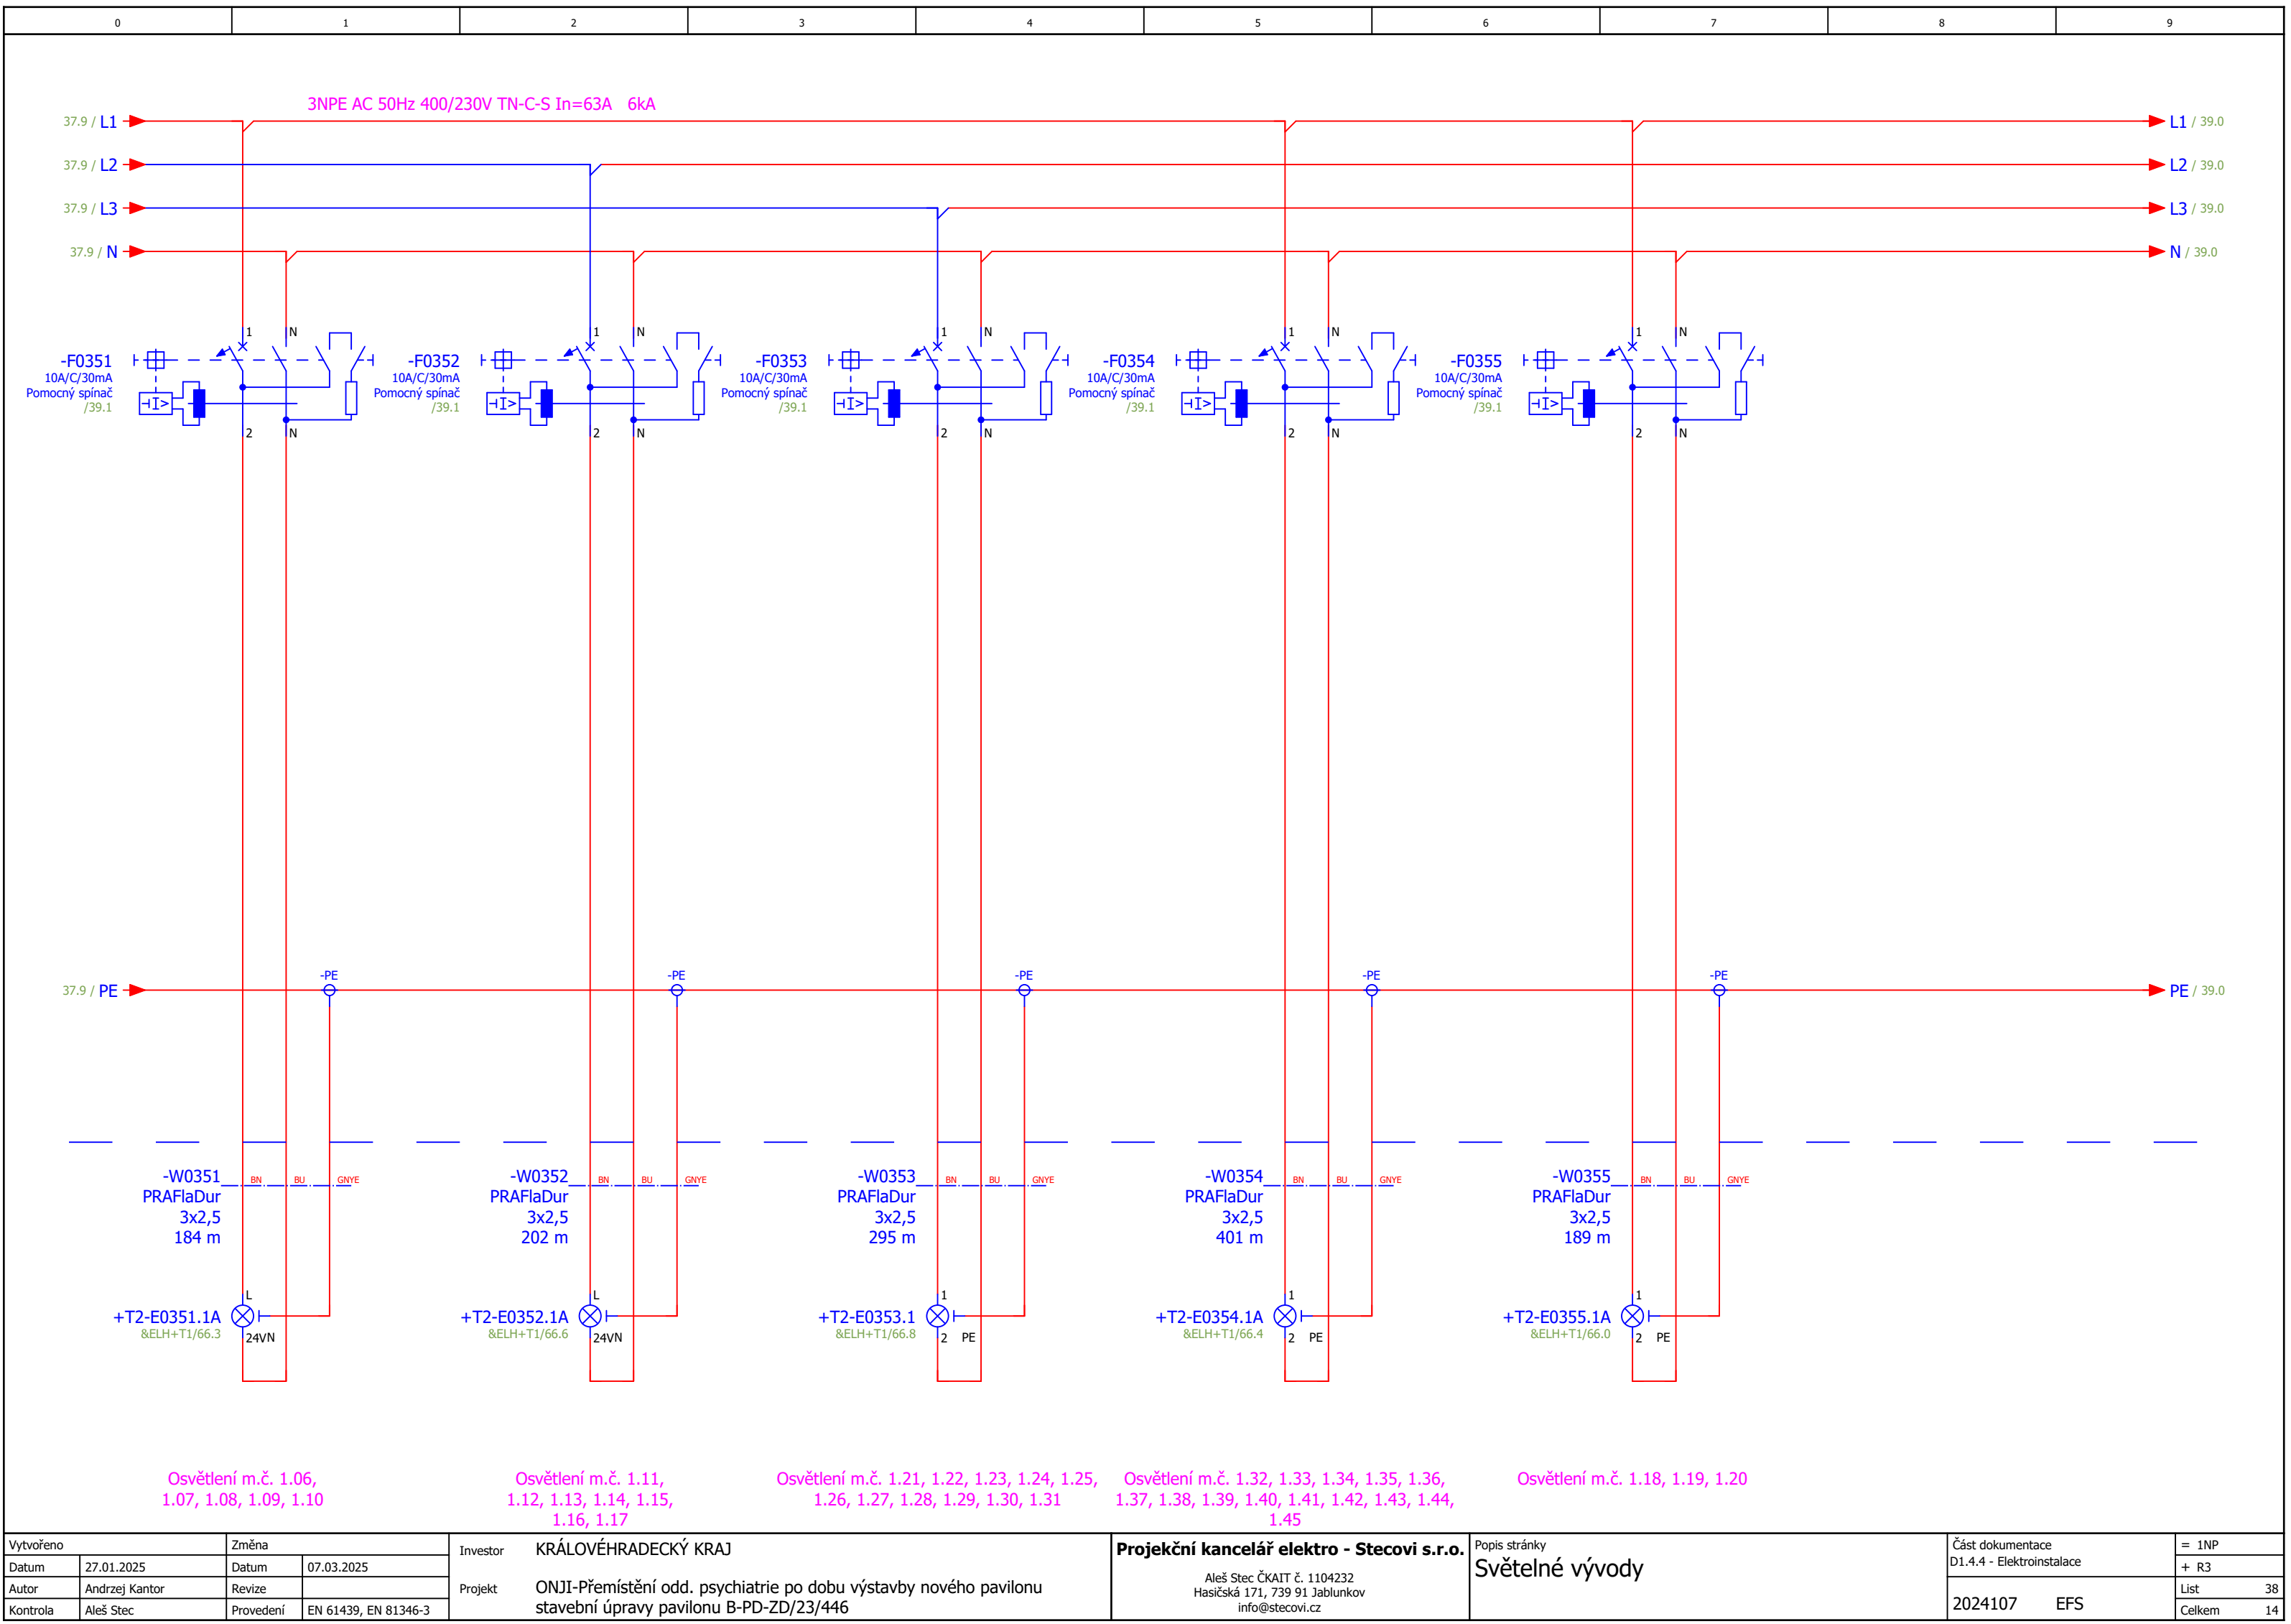 0 1 2 3 4 5 6 7 8 9
3NPE AC 50Hz 400/230V TN-C-S In=63A 6kA
37.9 / L1 L1 / 39.0
37.9 / L2 L2 / 39.0
37.9 / L3 L3 / 39.0
37.9 / N N / 39.0
1 N 1 N 1 N 1 N 1 N
-F0351 -F0352 -F0353 -F0354 -F0355
10A/C/30mA 10A/C/30mA 10A/C/30mA 10A/C/30mA 10A/C/30mA
Pomocný spínač Pomocný spínač Pomocný spínač Pomocný spínač Pomocný spínač
/39.1 /39.1 /39.1 /39.1 /39.1
I> I> I> I> I>
2 N 2 N 2 N 2 N 2 N
-PE -PE -PE -PE -PE
37.9 / PE PE / 39.0
-W0351 BN BU GNYE -W0352 BN BU GNYE -W0353 BN BU GNYE -W0354 BN BU GNYE -W0355 BN BU GNYE
PRAFlaDur PRAFlaDur PRAFlaDur PRAFlaDur PRAFlaDur
3x2,5 3x2,5 3x2,5 3x2,5 3x2,5
184 m 202 m 295 m 401 m 189 m
L L 1 1 1
+T2-E0351.1A +T2-E0352.1A +T2-E0353.1 +T2-E0354.1A +T2-E0355.1A
&ELH+T1/66.3 &ELH+T1/66.6 &ELH+T1/66.8 &ELH+T1/66.4 &ELH+T1/66.0
24VN 24VN 2 PE 2 PE 2 PE
Osvětlení m.č. 1.06,
1.07, 1.08, 1.09, 1.10
Osvětlení m.č. 1.11,
1.12, 1.13, 1.14, 1.15,
1.16, 1.17
Osvětlení m.č. 1.21, 1.22, 1.23, 1.24, 1.25,
1.26, 1.27, 1.28, 1.29, 1.30, 1.31
Osvětlení m.č. 1.32, 1.33, 1.34, 1.35, 1.36,
1.37, 1.38, 1.39, 1.40, 1.41, 1.42, 1.43, 1.44,
1.45
Osvětlení m.č. 1.18, 1.19, 1.20
Vytvořeno Změna
Datum 27.01.2025 Datum 07.03.2025
Autor Andrzej Kantor Revize
Kontrola Aleš Stec Provedení EN 61439, EN 81346-3
Investor KRÁLOVÉHRADECKÝ KRAJ
Projekt ONJI-Přemístění odd. psychiatrie po dobu výstavby nového pavilonu
stavební úpravy pavilonu B-PD-ZD/23/446
Projekční kancelář elektro - Stecovi s.r.o.
Aleš Stec ČKAIT č. 1104232
Hasičská 171, 739 91 Jablunkov
info@stecovi.cz
Popis stránky
Světelné vývody
Část dokumentace
D1.4.4 - Elektroinstalace
2024107 EFS
= 1NP
+ R3
List 38
Celkem 14